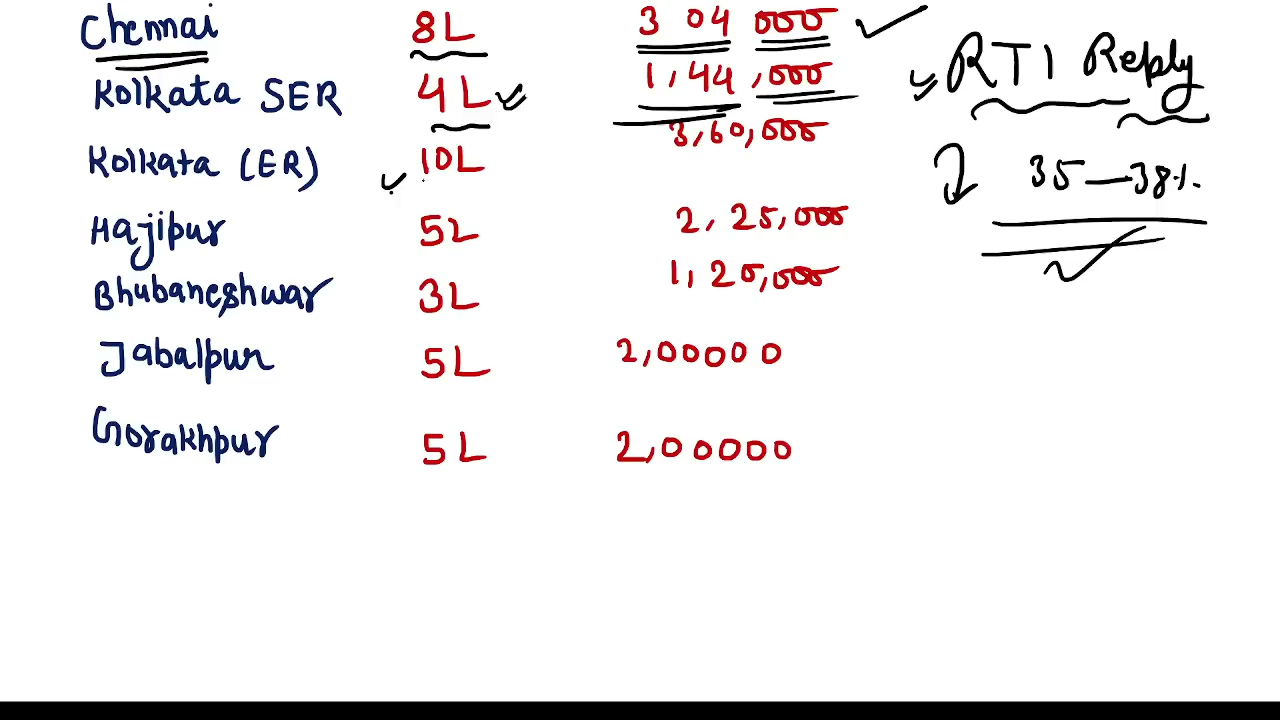 Chennai 8L 3 04 000
Kolkata SER 4L 1,44,000
Kolkata (ER) 10L 3,60,000
Hajipur 5L 2,25,000
Bhubaneshwar 3L 1,20,000
Jabalpur 5L 2,00000
Gorakhpur 5L 2,00000
RTI Reply
35—38%